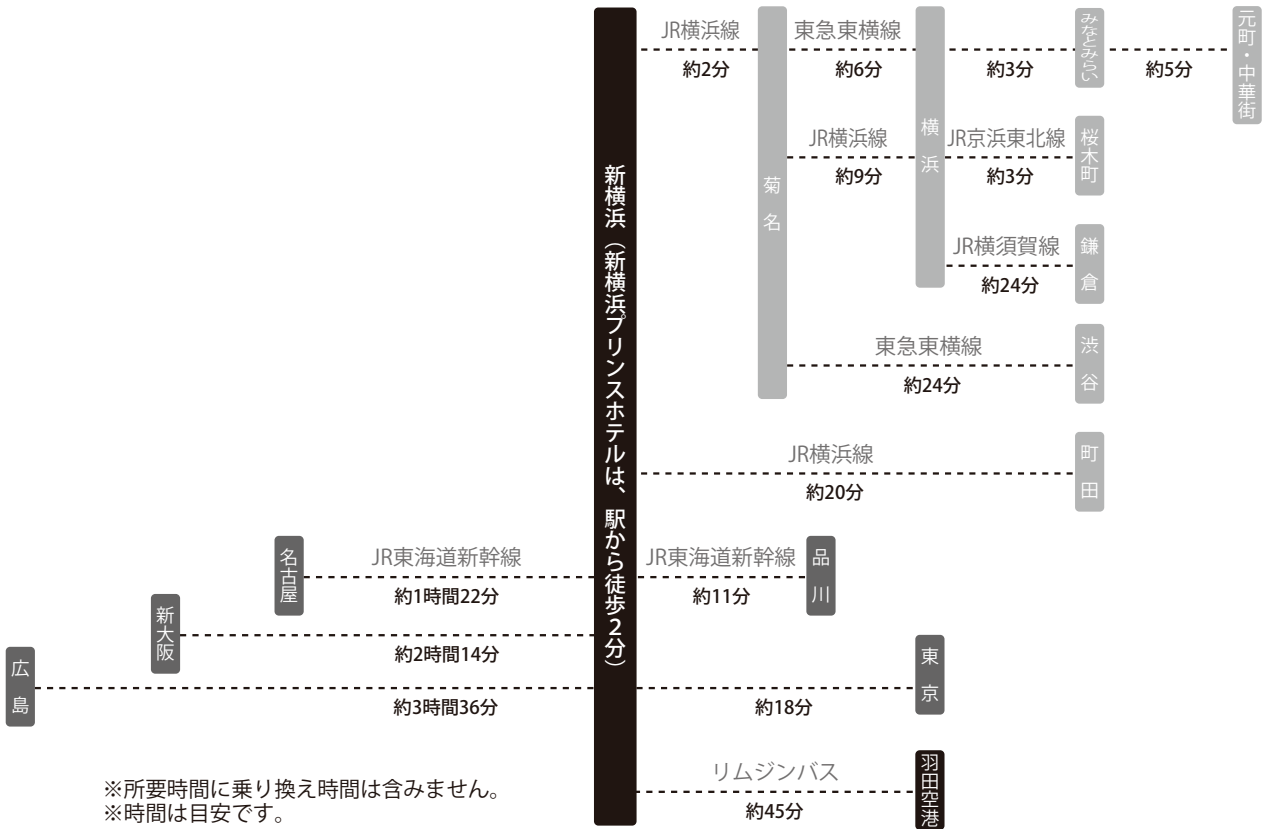 JR横浜線
約2分
東急東横線
約6分
約3分
みなとみらい
約5分
元町・中華街
菊名
JR横浜線
約9分
横浜
JR京浜東北線
約3分
桜木町
JR横須賀線
約24分
鎌倉
東急東横線
約24分
渋谷
新横浜（新横浜プリンスホテルは、駅から徒歩2分）
JR横浜線
約20分
町田
名古屋
JR東海道新幹線
約1時間22分
JR東海道新幹線
約11分
品川
新大阪
約2時間14分
広島
約3時間36分
約18分
東京
リムジンバス
約45分
羽田空港
※所要時間に乗り換え時間は含みません。
※時間は目安です。